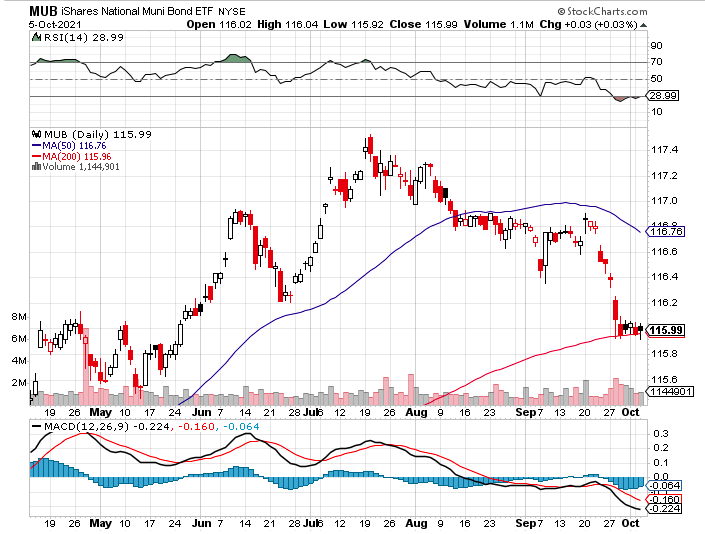 MUB iShares National Muni Bond ETF NYSE
© StockCharts.com
5-Oct-2021
Open 116.02 High 116.04 Low 115.92 Close 115.99 Volume 1.1M Chg +0.03 (+0.03%)
RSI(14) 28.99
90
70
50
28.99
10
MUB (Daily) 115.99
MA(50) 116.76
MA(200) 115.96
Volume 1,144,901
117.4
117.2
117.0
116.8
116.76
116.6
116.4
116.2
115.99
115.8
115.6
1144901
8M
6M
4M
2M
19 26 May 10 17 24 Jun 7 14 21 28 Jul 6 12 19 26 Aug 9 16 23 Sep 7 13 20 27 Oct
MACD(12,26,9) -0.224, -0.160, -0.064
0.3
0.2
0.1
0.0
-0.064
-0.160
-0.224
19 26 May 10 17 24 Jun 7 14 21 28 Jul 6 12 19 26 Aug 9 16 23 Sep 7 13 20 27 Oct